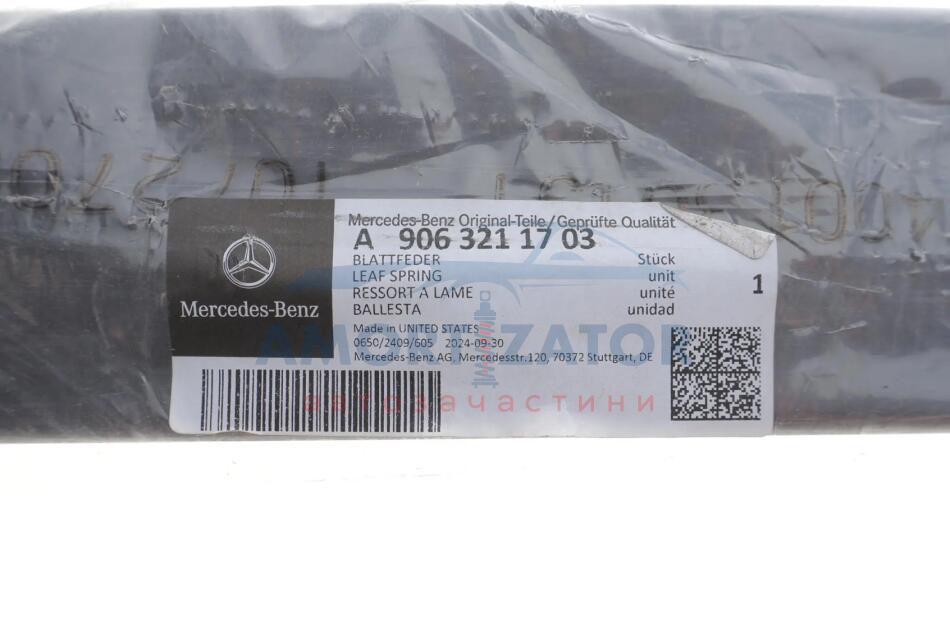 Mercedes-Benz Original-Teile/Geprüfte Qualität
A 906 321 17 03
BLATTFEDER Stück
LEAF SPRING unit
RESSORT A LAME unité
BALLESTA unidad
1
Mercedes-Benz
Made in UNITED STATES
0650/2409/605 2024-09-30
Mercedes-Benz AG, Mercedesstr.120, 70372 Stuttgart, DE
AMORTIZATOR
автозачастини